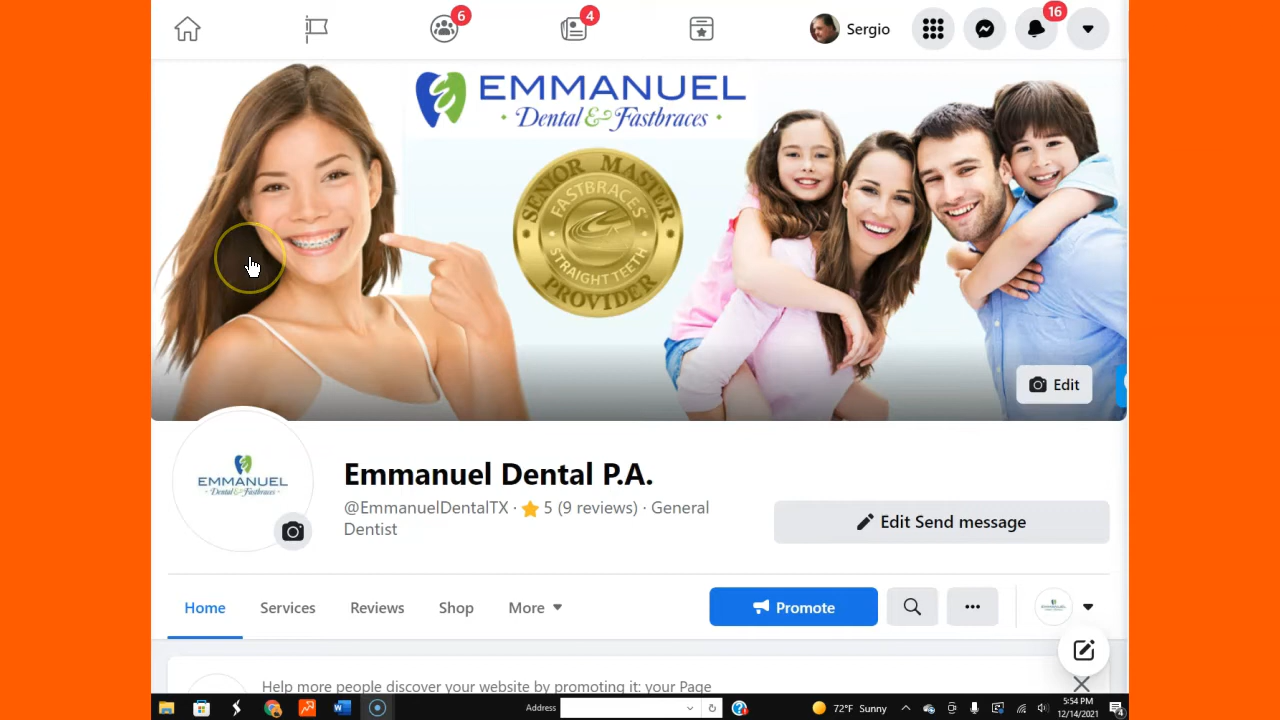 6
4
Sergio
16
EMMANUEL
Dental & Fastbraces
SENIOR MASTER
FASTBRACES
STRAIGHT TEETH
PROVIDER
Edit
EMMANUEL
Dental & Fastbraces
Emmanuel Dental P.A.
@EmmanuelDentalTX · 5 (9 reviews) · General
Dentist
Edit Send message
Home Services Reviews Shop More
Promote
Help more people discover your website by promoting it: your Page
Address
72°F Sunny
5:54 PM
12/14/2021
4